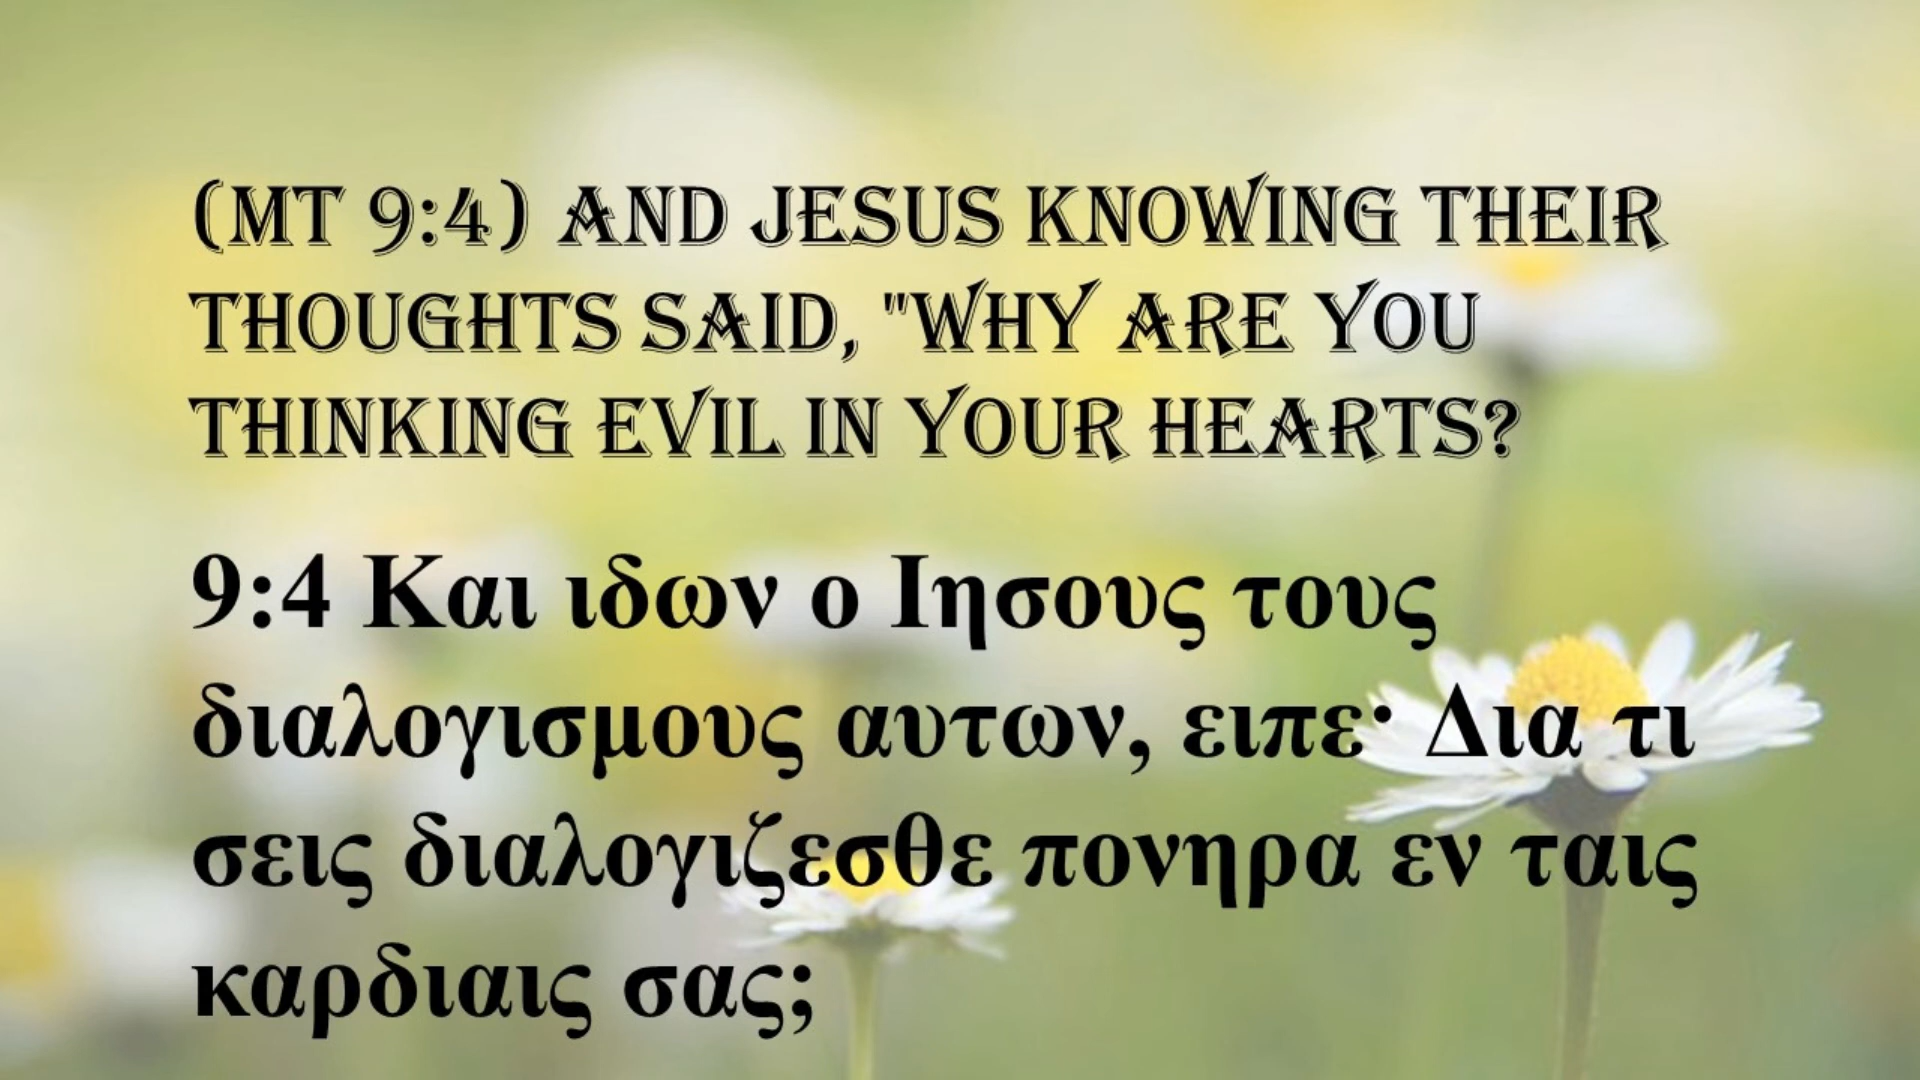 (MT 9:4) AND JESUS KNOWING THEIR
THOUGHTS SAID, "WHY ARE YOU
THINKING EVIL IN YOUR HEARTS?
9:4 Και ιδων ο Ιησους τους
διαλογισμους αυτων, ειπε· Δια τι
σεις διαλογιζεσθε πονηρα εν ταις
καρδιαις σας;